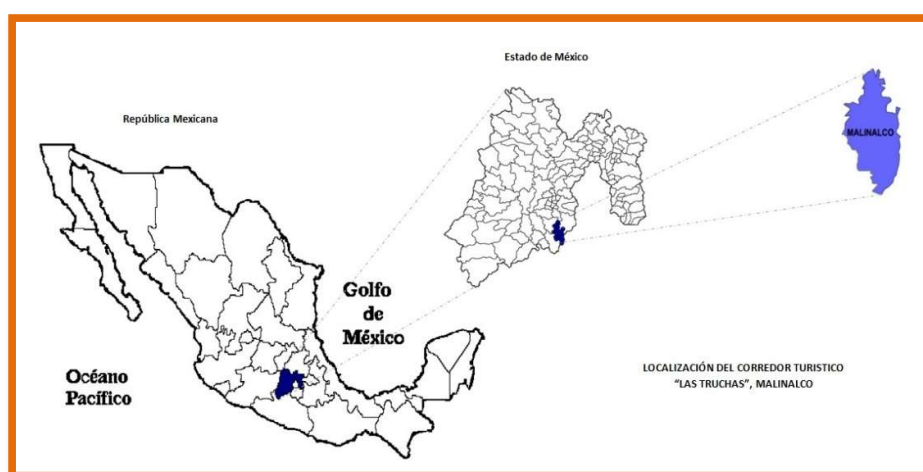 Estado de México
República Mexicana
MALINALCO
Golfo
de
México
Océano
Pacífico
LOCALIZACIÓN DEL CORREDOR TURISTICO
“LAS TRUCHAS”, MALINALCO